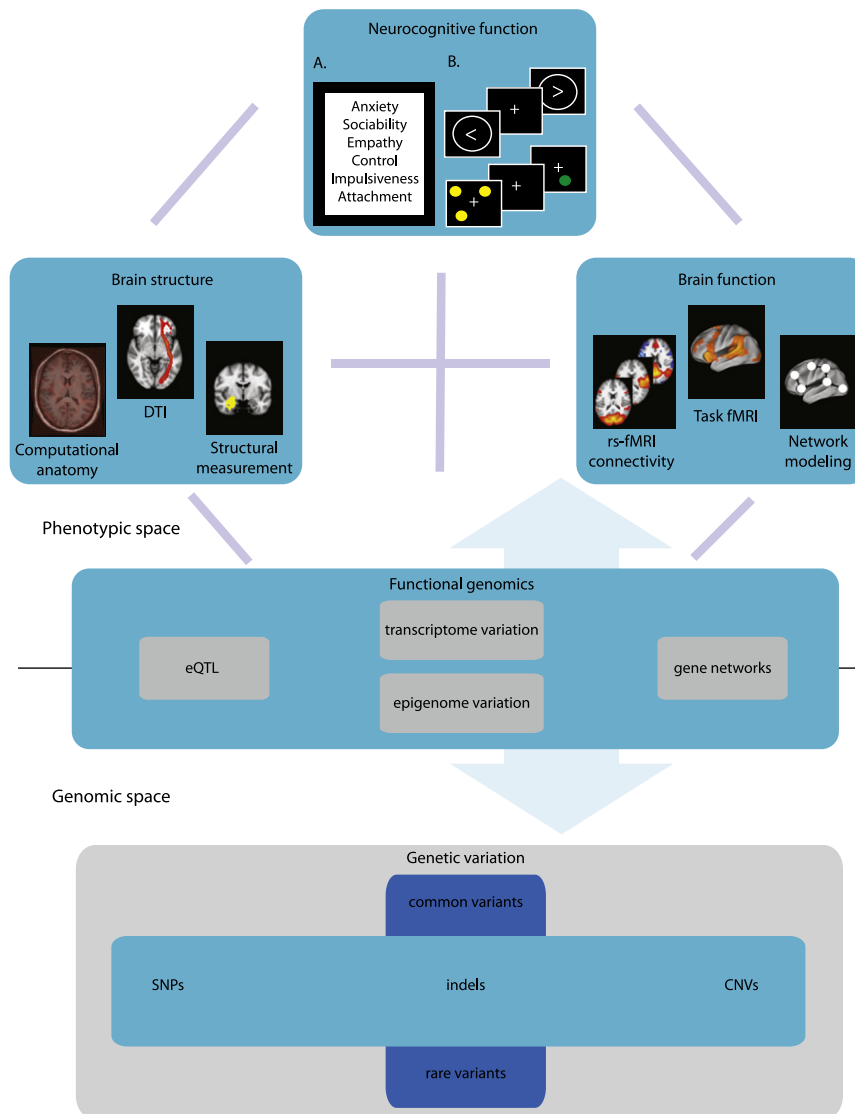 Neurocognitive function
A.
B.
Anxiety
Sociability
Empathy
Control
Impulsiveness
Attachment
>
+
<
+
+
+
Brain structure
DTI
Computational
anatomy
Structural
measurement
Brain function
Task fMRI
rs-fMRI
connectivity
Network
modeling
Phenotypic space
Functional genomics
transcriptome variation
eQTL
gene networks
epigenome variation
Genomic space
Genetic variation
common variants
SNPs
indels
CNVs
rare variants